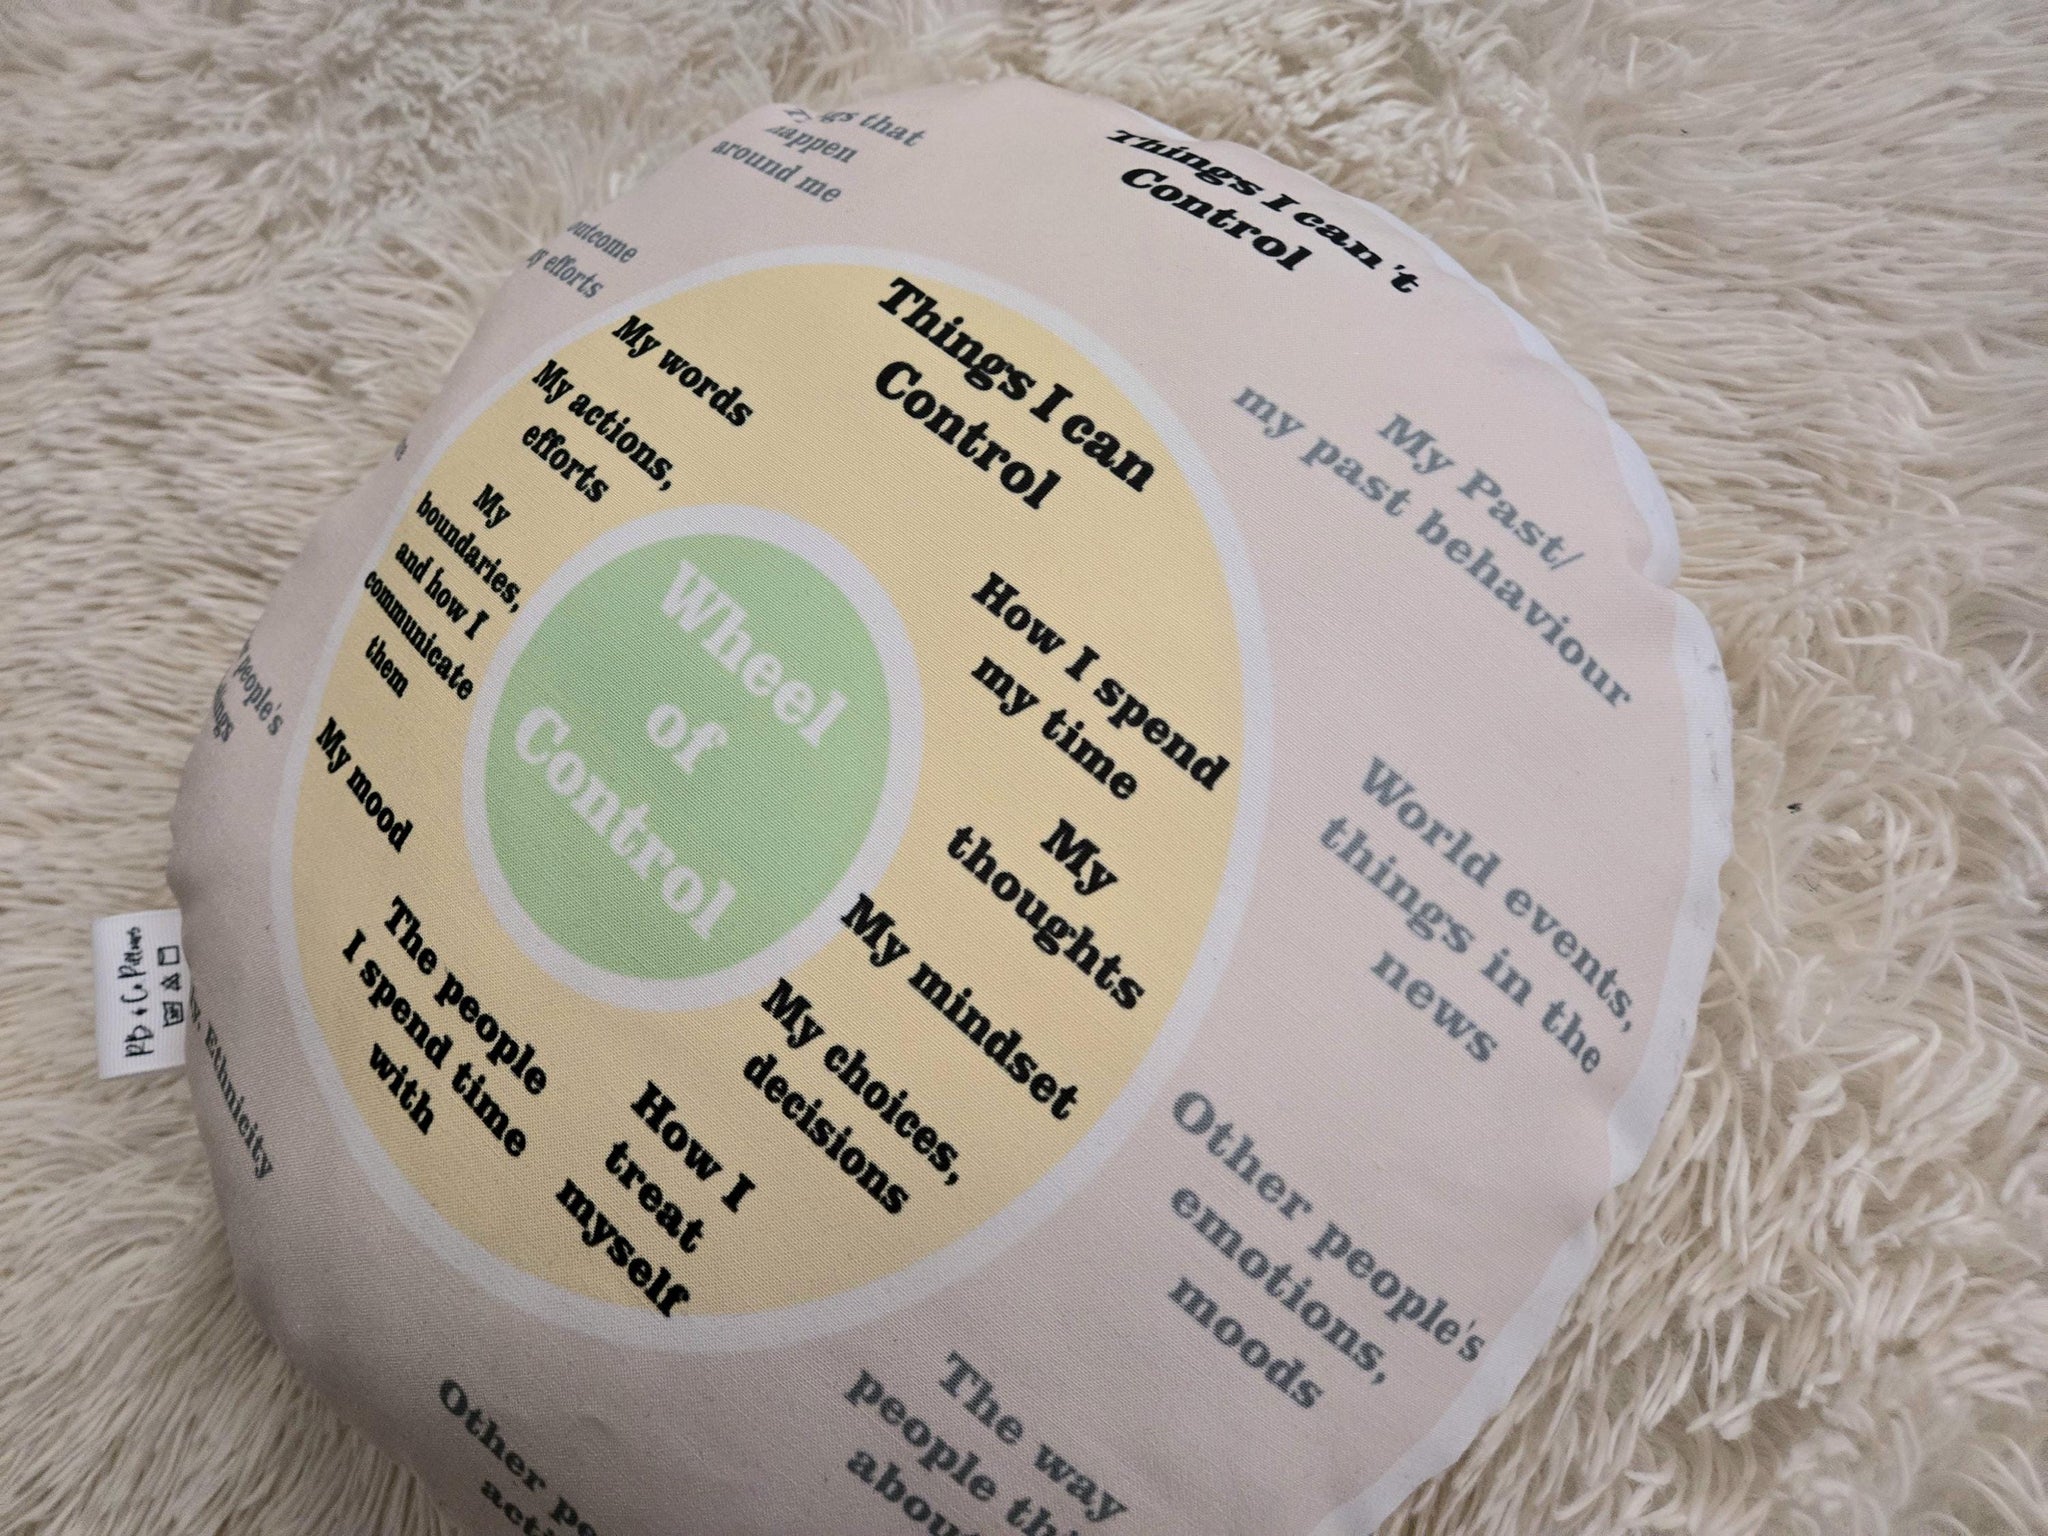 Things I can't
Control
My Past/
my past behaviour
World events,
things in the
news
Other people's
emotions,
moods
The way
people
Other
people's
Ethnicity
efforts
that
around me
Things I can
Control
How I spend
my time
My
thoughts
My mindset
My choices,
decisions
How I
treat
myself
The people
I spend time
with
My mood
My
boundaries,
and how I
communicate
them
My actions,
efforts
My words
Wheel
of
Control